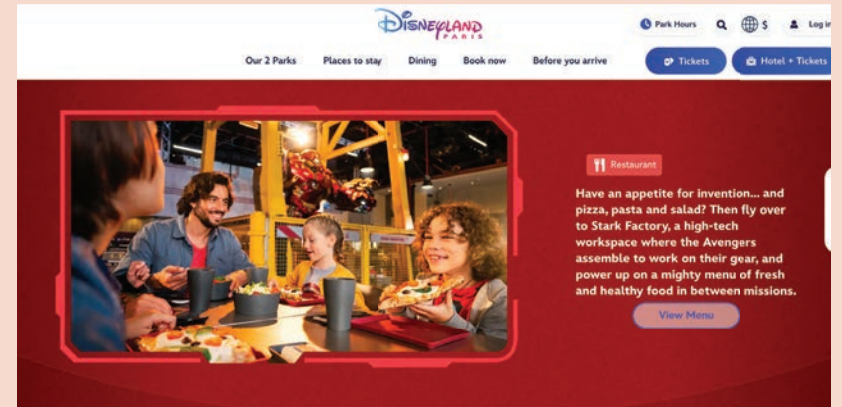 DISNEYLAND
PARIS
Park Hours
$
Log in
Our 2 Parks
Places to stay
Dining
Book now
Before you arrive
Tickets
Hotel + Tickets
Restaurant
Have an appetite for invention... and
pizza, pasta and salad? Then fly over
to Stark Factory, a high-tech
workspace where the Avengers
assemble to work on their gear, and
power up on a mighty menu of fresh
and healthy food in between missions.
View Menu